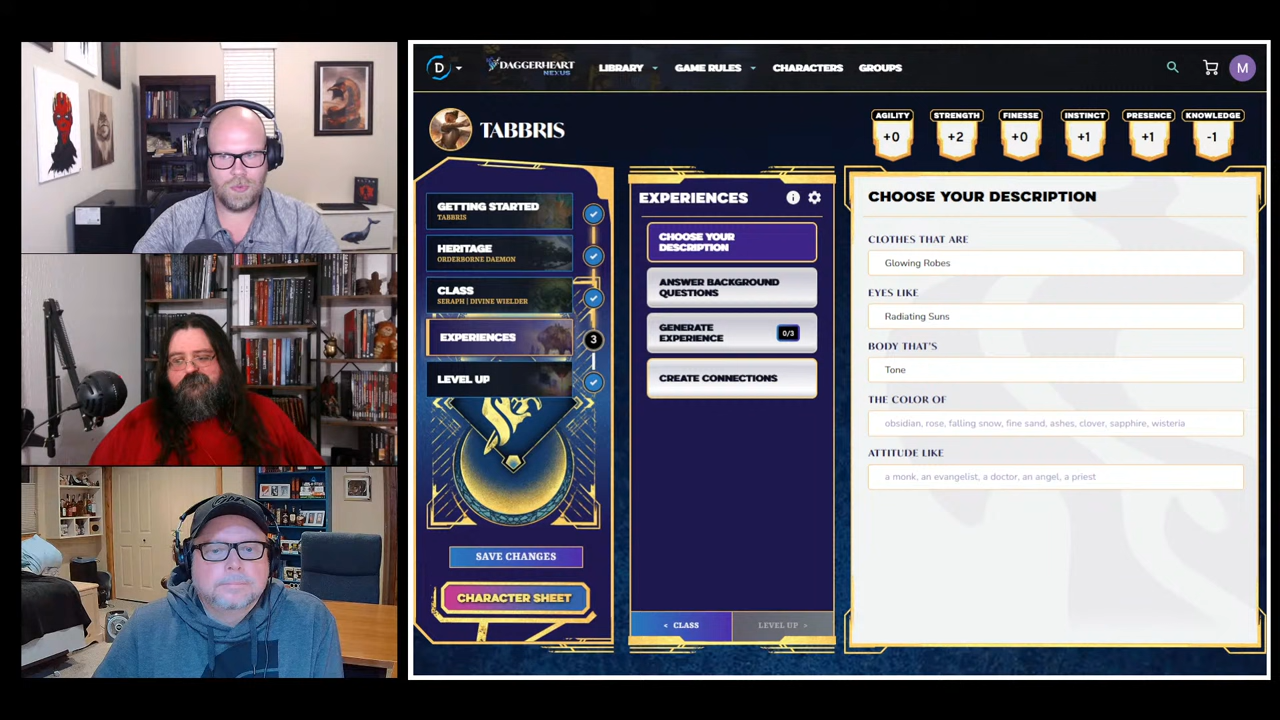 D
DAGGERHEART
NEXUS
LIBRARY
GAME RULES
CHARACTERS
GROUPS
M
TABBRIS
AGILITY
+0
STRENGTH
+2
FINESSE
+0
INSTINCT
+1
PRESENCE
+1
KNOWLEDGE
-1
GETTING STARTED
TABBRIS
HERITAGE
ORDERBORNE DAEMON
CLASS
SERAPH | DIVINE WIELDER
EXPERIENCES
3
LEVEL UP
SAVE CHANGES
CHARACTER SHEET
EXPERIENCES
CHOOSE YOUR
DESCRIPTION
ANSWER BACKGROUND
QUESTIONS
GENERATE
EXPERIENCE
0/3
CREATE CONNECTIONS
< CLASS
LEVEL UP >
CHOOSE YOUR DESCRIPTION
CLOTHES THAT ARE
Glowing Robes
EYES LIKE
Radiating Suns
BODY THAT'S
Tone
THE COLOR OF
obsidian, rose, falling snow, fine sand, ashes, clover, sapphire, wisteria
ATTITUDE LIKE
a monk, an evangelist, a doctor, an angel, a priest